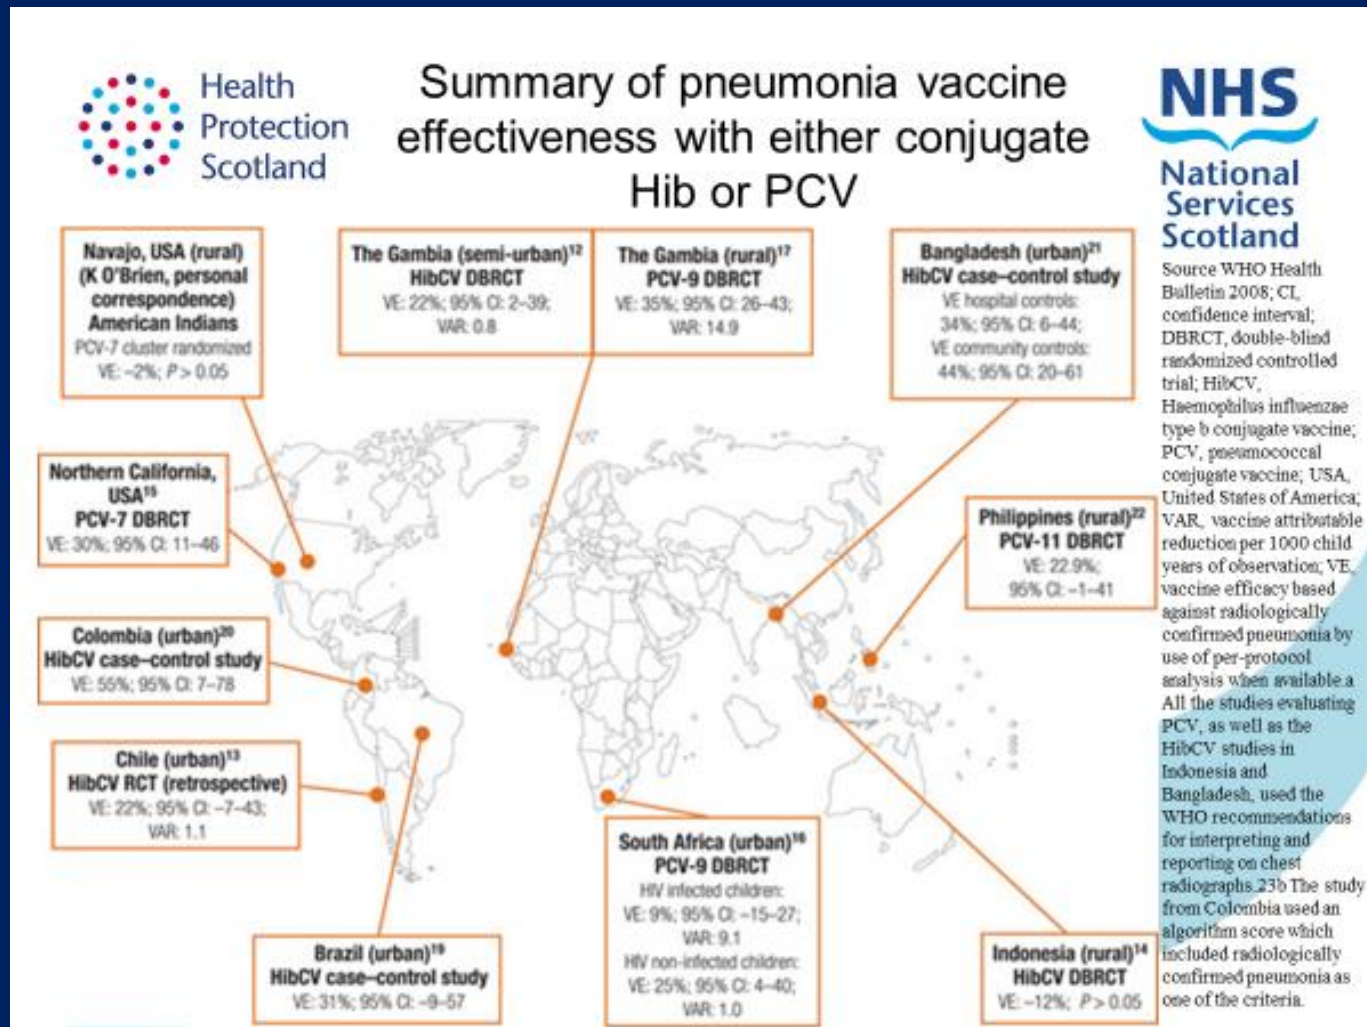 Health
Protection
Scotland
Summary of pneumonia vaccine
effectiveness with either conjugate
Hib or PCV
NHS
National
Services
Scotland
Navajo, USA (rural)
(K O'Brien, personal
correspondence)
American Indians
PCV-7 cluster randomized
VE: –2%; P > 0.05
The Gambia (semi-urban)¹²
HibCV DBRCT
VE: 22%; 95% CI: 2–39;
VAR: 0.8
The Gambia (rural)¹⁷
PCV-9 DBRCT
VE: 35%; 95% CI: 26–43;
VAR: 14.9
Bangladesh (urban)²¹
HibCV case–control study
VE hospital controls:
34%; 95% CI: 6–44;
VE community controls:
44%; 95% CI: 20–61
Northern California,
USA¹⁵
PCV-7 DBRCT
VE: 30%; 95% CI: 11–46
Philippines (rural)²²
PCV-11 DBRCT
VE: 22.9%;
95% CI: –1–41
Colombia (urban)²⁰
HibCV case–control study
VE: 55%; 95% CI: 7–78
Chile (urban)¹³
HibCV RCT (retrospective)
VE: 22%; 95% CI: –7–43;
VAR: 1.1
Brazil (urban)¹⁹
HibCV case–control study
VE: 31%; 95% CI: –9–57
South Africa (urban)¹⁶
PCV-9 DBRCT
HIV infected children:
VE: 9%; 95% CI: –15–27;
VAR: 9.1
HIV non-infected children:
VE: 25%; 95% CI: 4–40;
VAR: 1.0
Indonesia (rural)¹⁴
HibCV DBRCT
VE: –12%; P > 0.05
Source WHO Health
Bulletin 2008; CI,
confidence interval;
DBRCT, double-blind
randomized controlled
trial; HibCV,
Haemophilus influenzae
type b conjugate vaccine;
PCV, pneumococcal
conjugate vaccine; USA,
United States of America;
VAR, vaccine attributable
reduction per 1000 child
years of observation; VE,
vaccine efficacy based
against radiologically
confirmed pneumonia by
use of per-protocol
analysis when available.a
All the studies evaluating
PCV, as well as the
HibCV studies in
Indonesia and
Bangladesh, used the
WHO recommendations
for interpreting and
reporting on chest
radiographs.23b The study
from Colombia used an
algorithm score which
included radiologically
confirmed pneumonia as
one of the criteria.